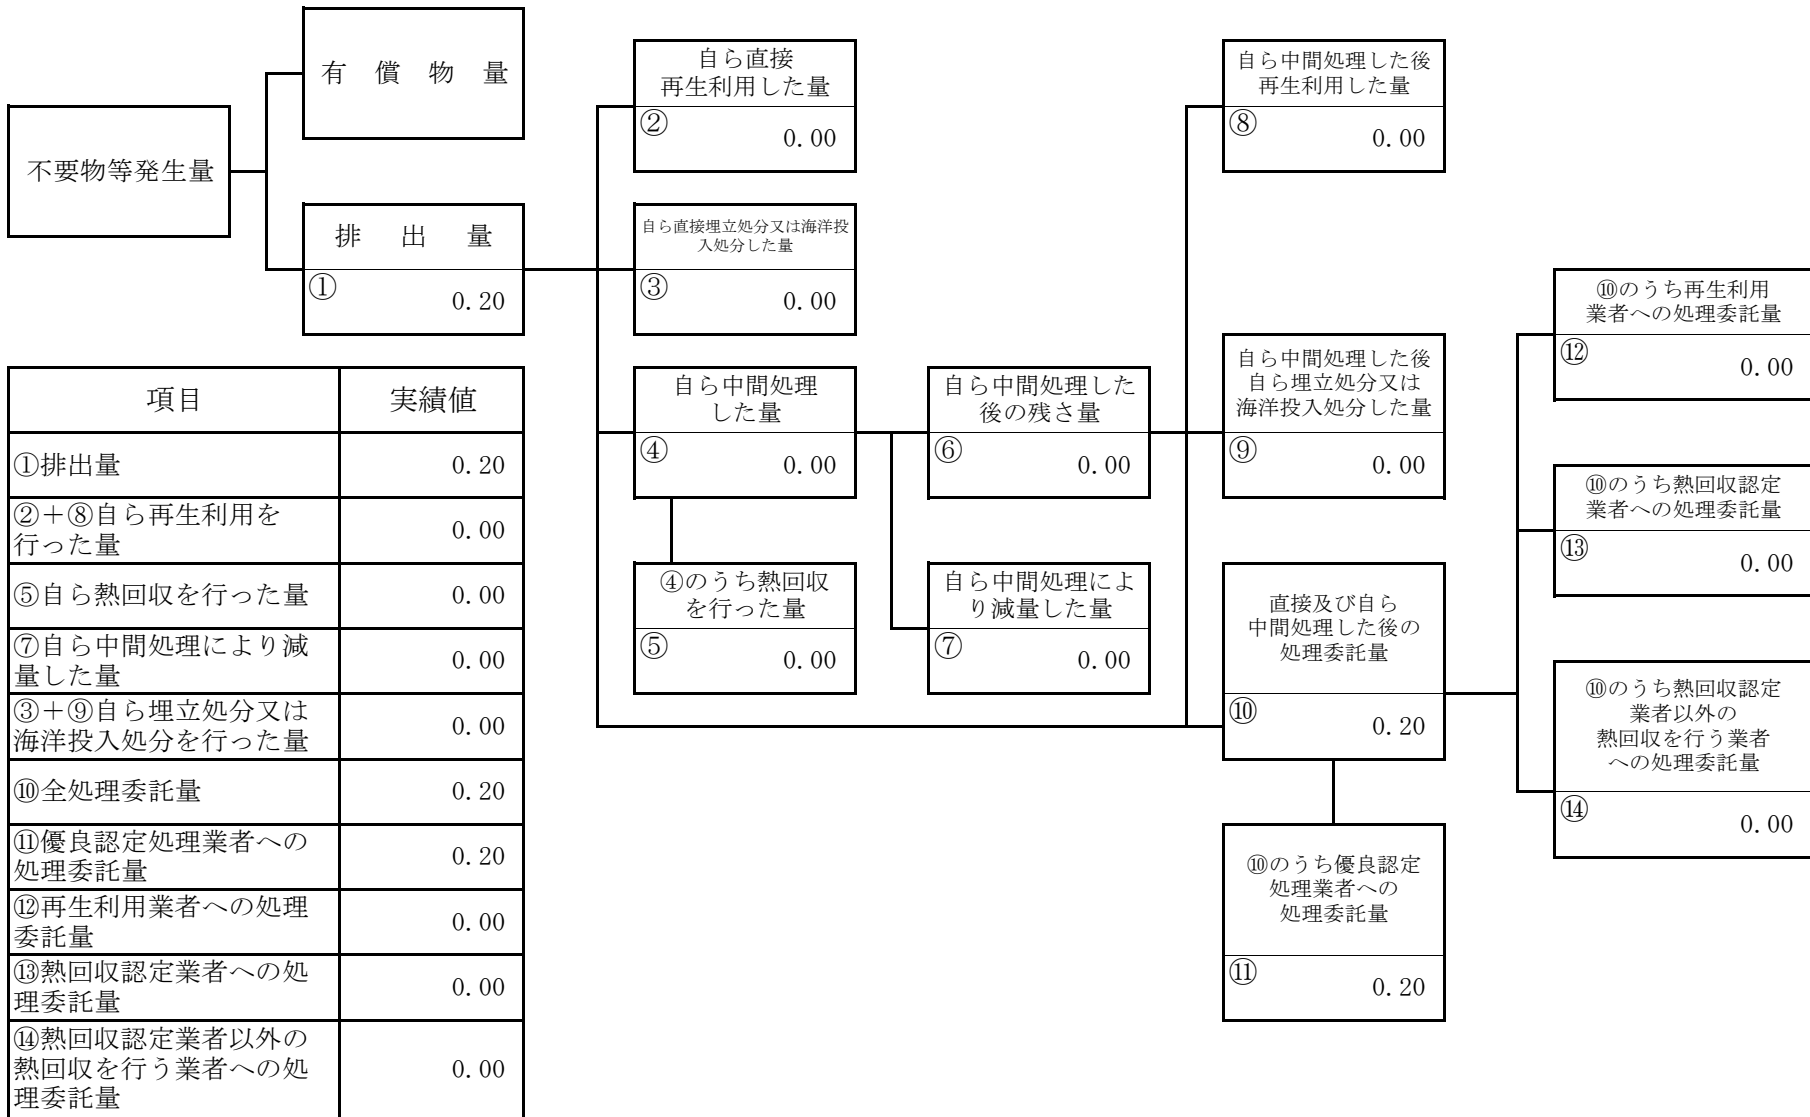 有償物量
不要物等発生量
排出量
①
0.20
自ら直接
再生利用した量
②
0.00
自ら直接埋立処分又は海洋投
入処分した量
③
0.00
自ら中間処理
した量
④
0.00
④のうち熱回収
を行った量
⑤
0.00
自ら中間処理した
後の残さ量
⑥
0.00
自ら中間処理によ
り減量した量
⑦
0.00
自ら中間処理した後
再生利用した量
⑧
0.00
自ら中間処理した後
自ら埋立処分又は
海洋投入処分した量
⑨
0.00
直接及び自ら
中間処理した後の
処理委託量
⑩
0.20
⑩のうち優良認定
処理業者への
処理委託量
⑪
0.20
⑩のうち再生利用
業者への処理委託量
⑫
0.00
⑩のうち熱回収認定
業者への処理委託量
⑬
0.00
⑩のうち熱回収認定
業者以外の
熱回収を行う業者
への処理委託量
⑭
0.00
項目 実績値
①排出量 0.20
②＋⑧自ら再生利用を
行った量 0.00
⑤自ら熱回収を行った量 0.00
⑦自ら中間処理により減
量した量 0.00
③＋⑨自ら埋立処分又は
海洋投入処分を行った量 0.00
⑩全処理委託量 0.20
⑪優良認定処理業者への
処理委託量 0.20
⑫再生利用業者への処理
委託量 0.00
⑬熱回収認定業者への処
理委託量 0.00
⑭熱回収認定業者以外の
熱回収を行う業者への処
理委託量 0.00